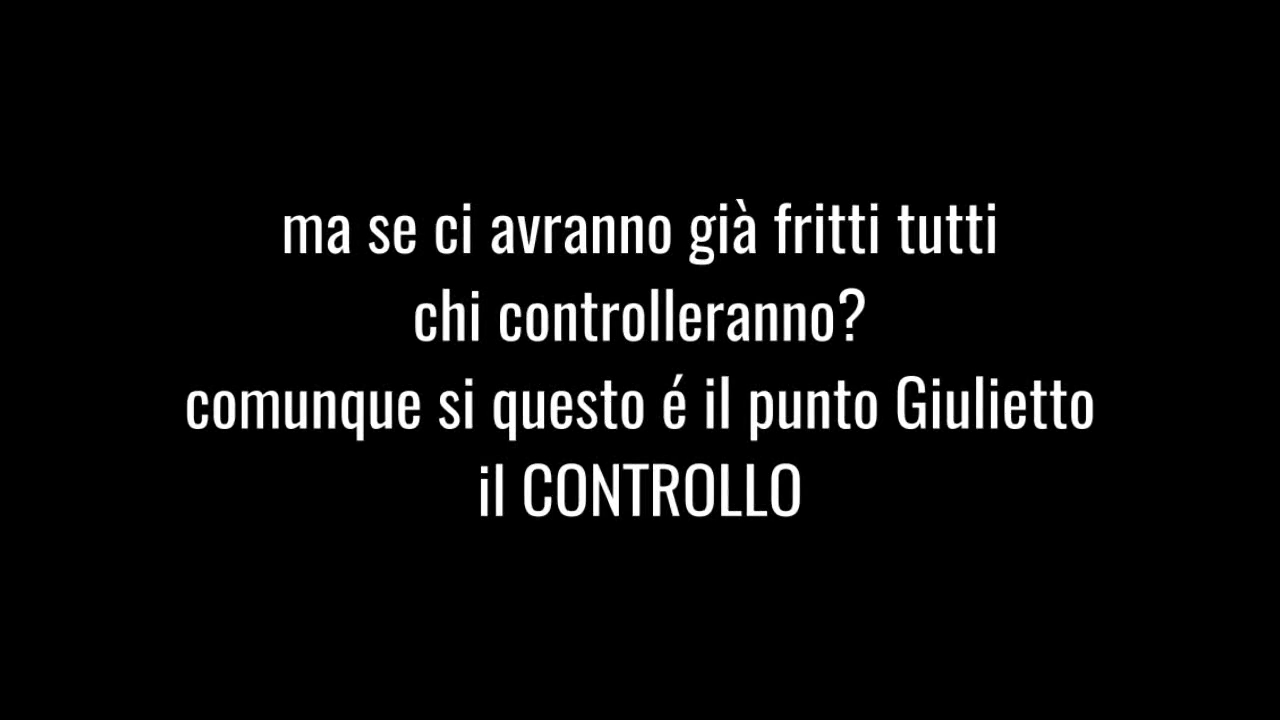 ma se ci avranno già fritti tutti
chi controlleranno?
comunque si questo é il punto Giulietto
il CONTROLLO